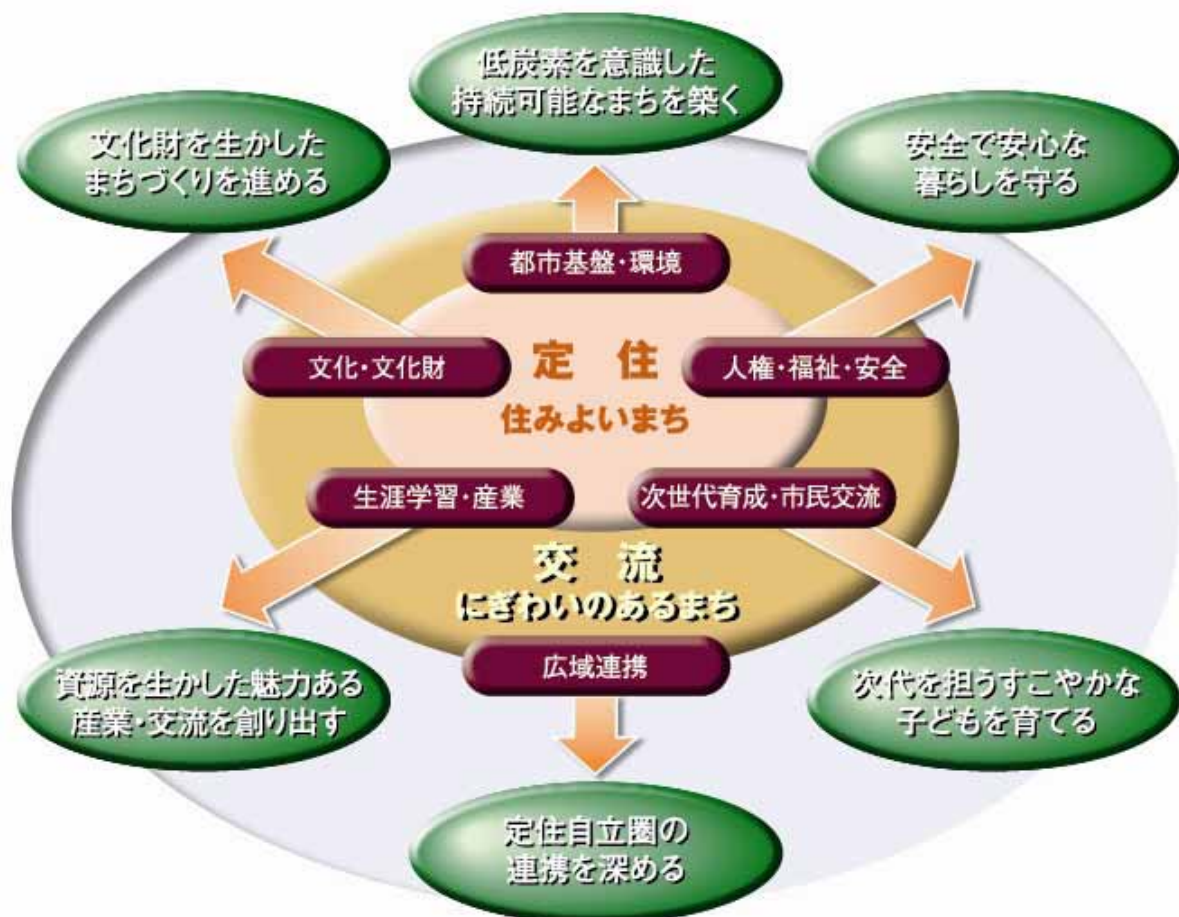 低炭素を意識した
持続可能なまちを築く
文化財を生かした
まちづくりを進める
安全で安心な
暮らしを守る
都市基盤・環境
文化・文化財
定 住
人権・福祉・安全
住みよいまち
生涯学習・産業
次世代育成・市民交流
交 流
にぎわいのあるまち
広域連携
資源を生かした魅力ある
産業・交流を創り出す
次代を担うすこやかな
子どもを育てる
定住自立圏の
連携を深める